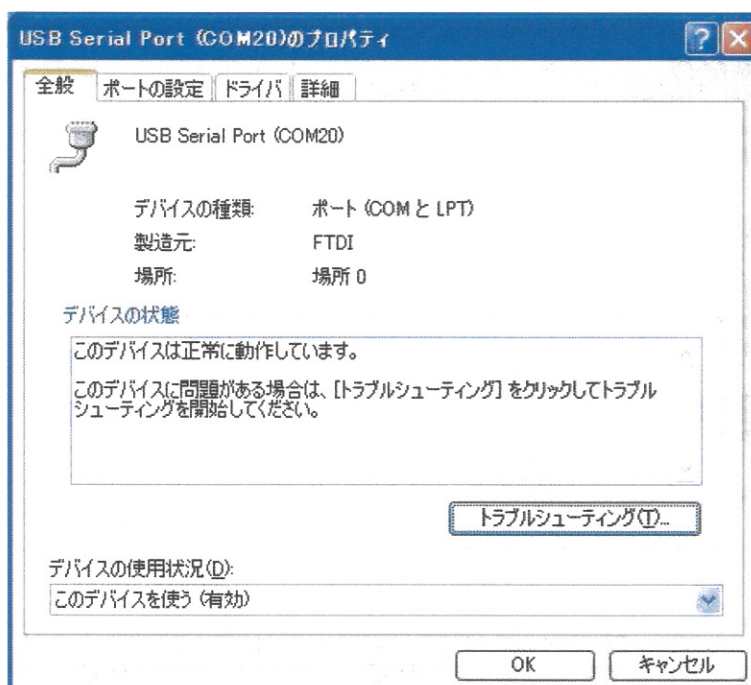 USB Serial Port (COM20)のプロパティ
全般 ポートの設定 ドライバ 詳細
USB Serial Port (COM20)
デバイスの種類: ポート (COM と LPT)
製造元: FTDI
場所: 場所 0
デバイスの状態
このデバイスは正常に動作しています。
このデバイスに問題がある場合は、[トラブルシューティング] をクリックしてトラブル
シューティングを開始してください。
トラブルシューティング(T)...
デバイスの使用状況(D):
このデバイスを使う (有効)
OK キャンセル